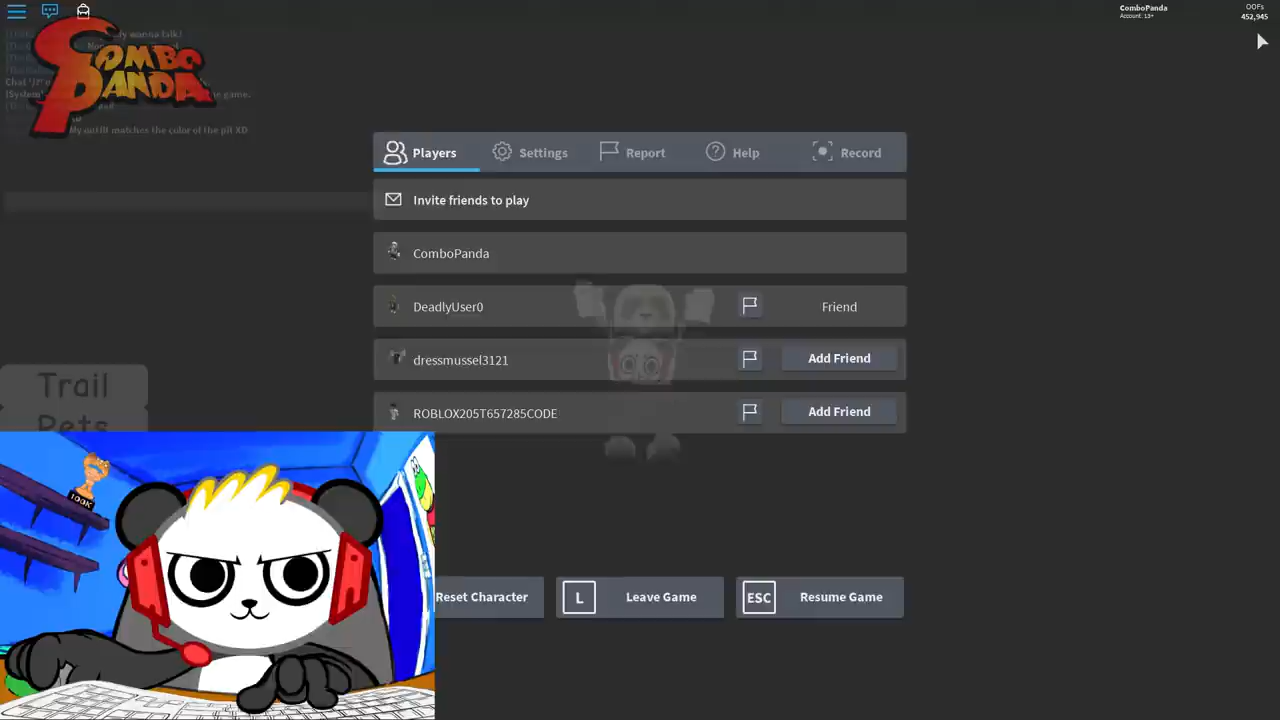 ComboPanda
Account: 13+
OOFs
452,945
COMBO
PANDA
My outfit matches the color of the pit XD
Players
Settings
Report
Help
Record
Invite friends to play
ComboPanda
DeadlyUser0
Friend
dressmussel3121
Add Friend
ROBLOX205T657285CODE
Add Friend
Trail
Pets
100K
Reset Character
L
Leave Game
ESC
Resume Game